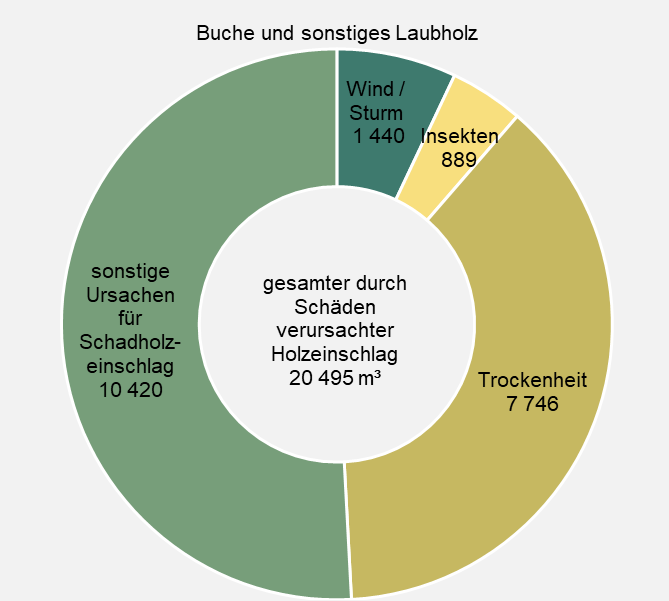 Buche und sonstiges Laubholz
Wind /
Sturm
1 440
Insekten
889
sonstige
Ursachen
für
Schadholz-
einschlag
10 420
gesamter durch
Schäden
verursachter
Holzeinschlag
20 495 m³
Trockenheit
7 746